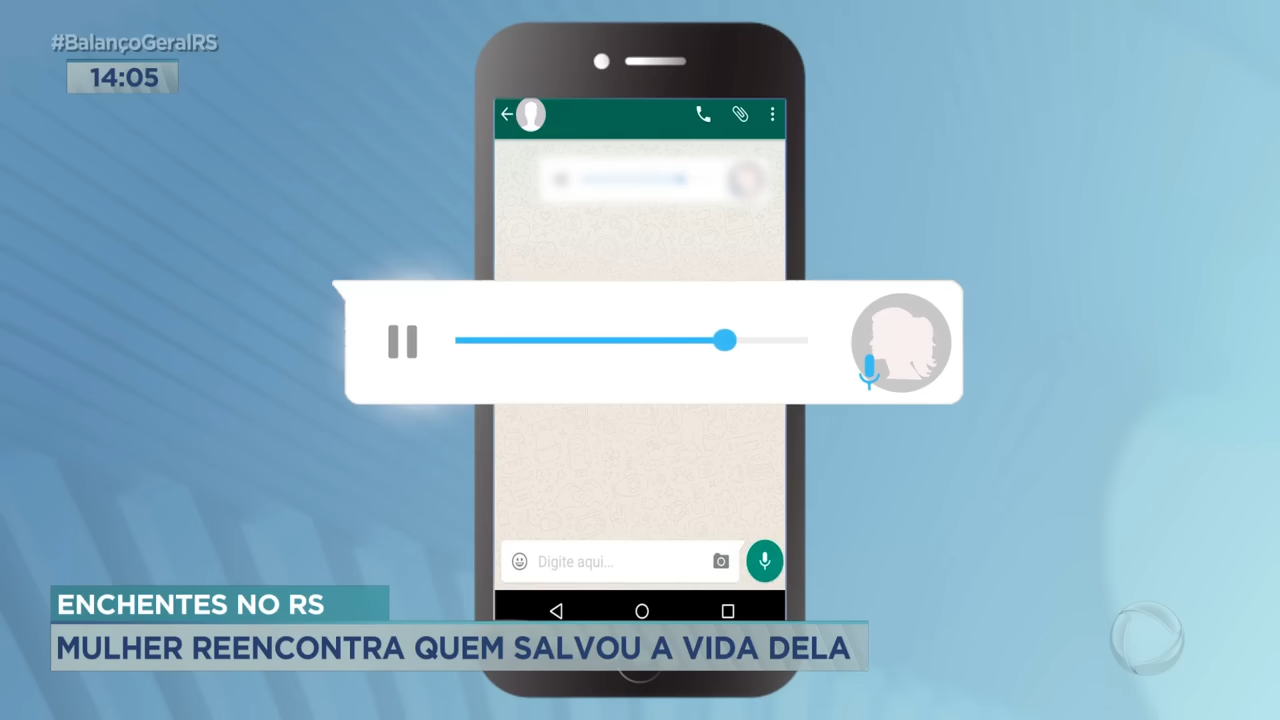 #BalançoGeralRS
14:05
Digite aqui...
ENCHENTES NO RS
MULHER REENCONTRA QUEM SALVOU A VIDA DELA